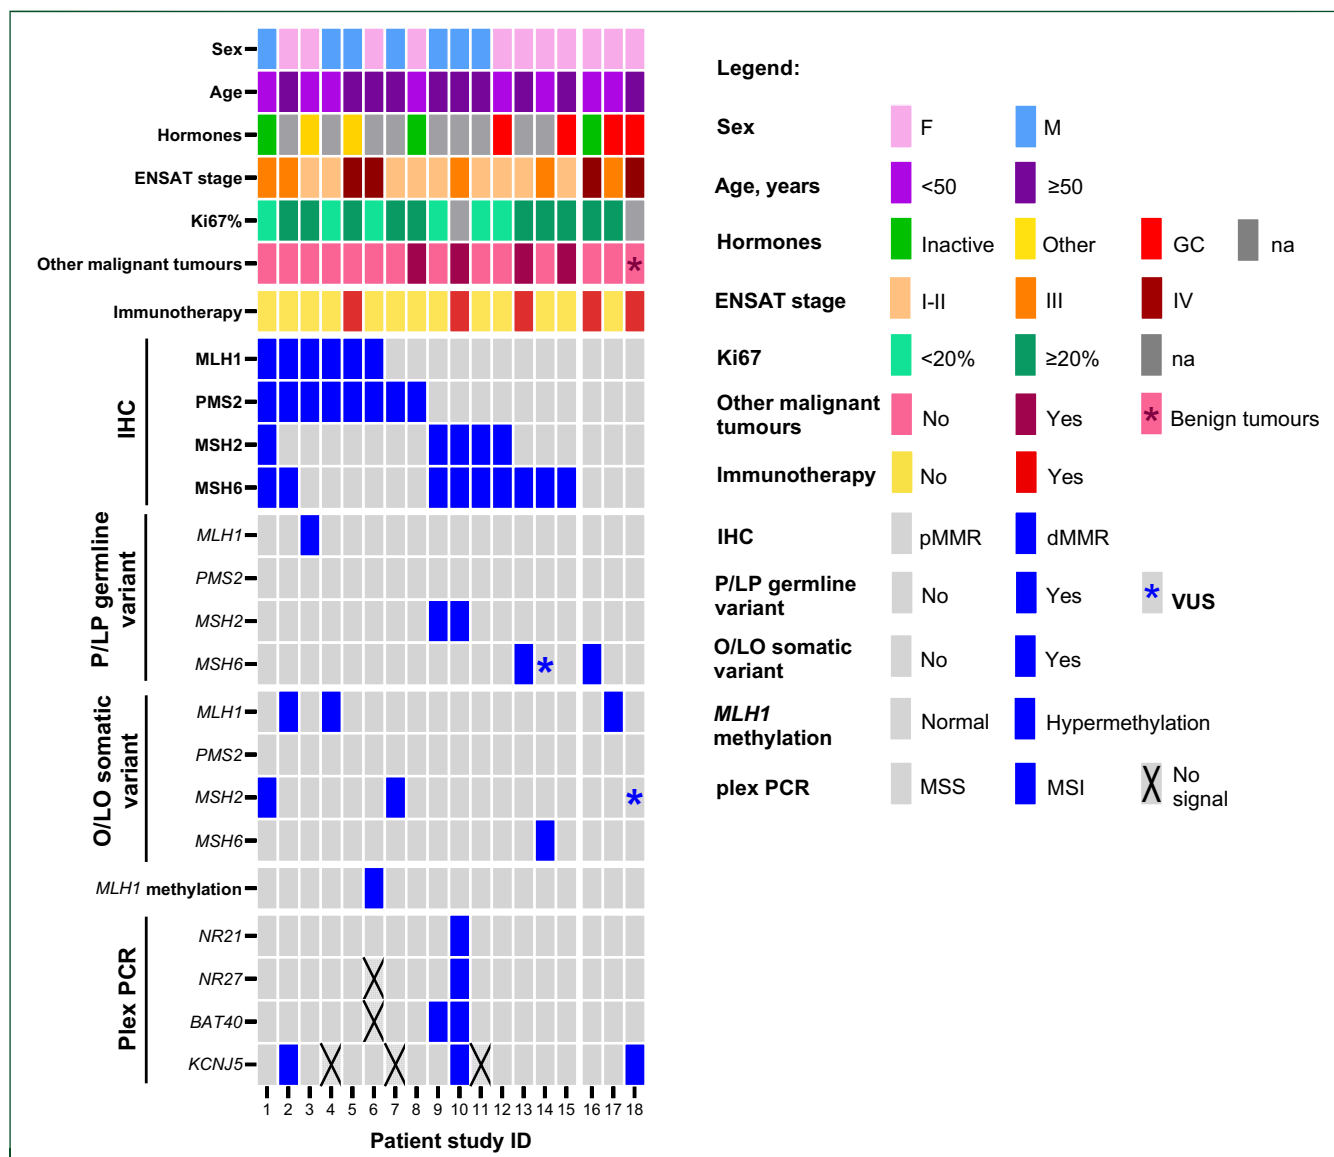 Sex
Age
Hormones
ENSAT stage
Ki67%
Other malignant tumours
*
Immunotherapy
IHC
MLH1
PMS2
MSH2
MSH6
P/LP germline
variant
MLH1
PMS2
MSH2
MSH6
*
O/LO somatic
variant
MLH1
PMS2
MSH2
*
MSH6
MLH1 methylation
Plex PCR
NR21
NR27
BAT40
KCNJ5
1 2 3 4 5 6 7 8 9 10 11 12 13 14 15 16 17 18
Patient study ID
Legend:
Sex F M
Age, years <50 ≥50
Hormones Inactive Other GC na
ENSAT stage I-II III IV
Ki67 <20% ≥20% na
Other malignant
tumours No Yes * Benign tumours
Immunotherapy No Yes
IHC pMMR dMMR
P/LP germline
variant No Yes * VUS
O/LO somatic
variant No Yes
MLH1
methylation Normal Hypermethylation
plex PCR MSS MSI No
signal